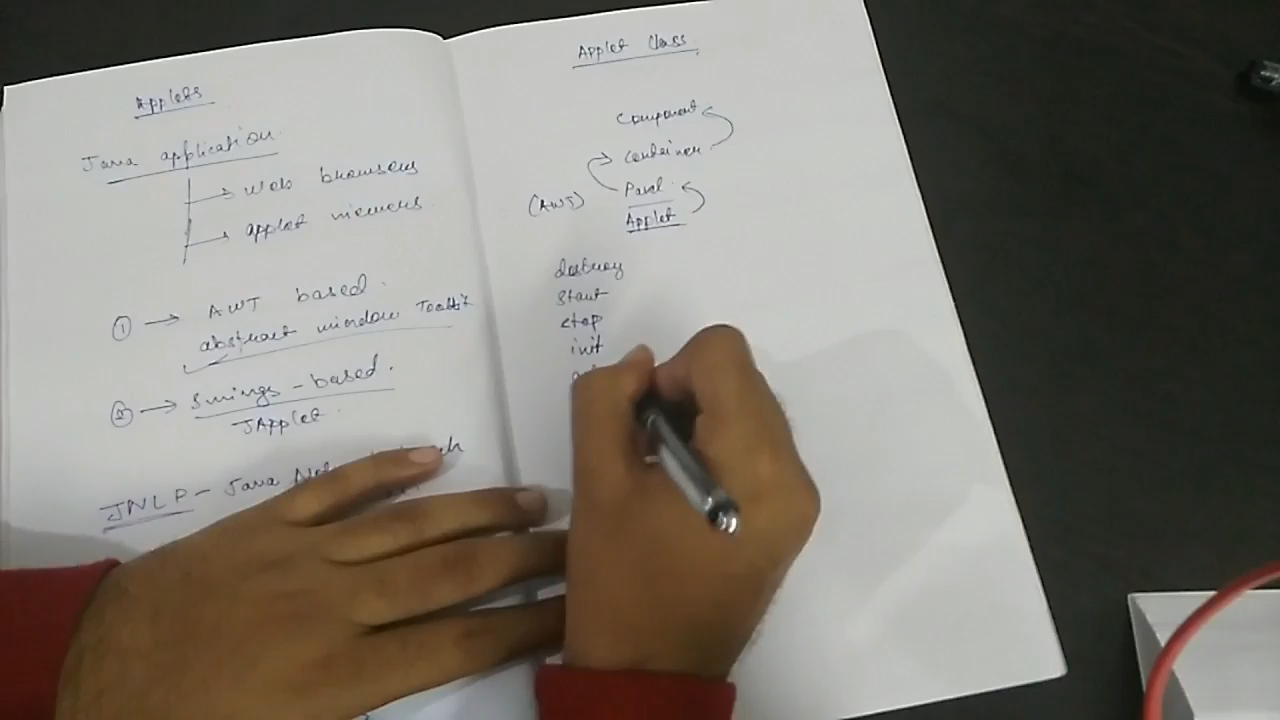 Applets
Java application
web browsers
applet viewers
① → AWT based.
abstract window Toolkit
② → Swings - based.
JApplet.
JNLP - Java
Applet Class
Component
Container
(AWT) Panel
Applet
destroy
start
stop
init